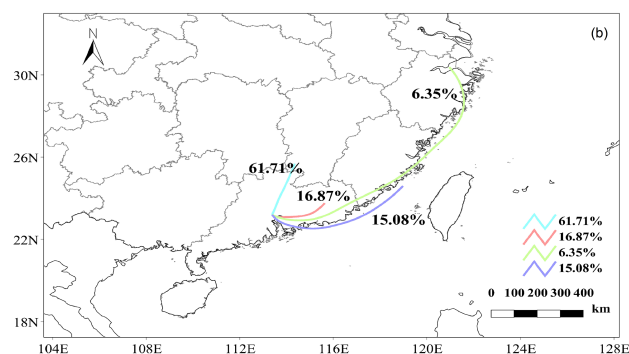 (b)
N
30N
26N
22N
18N
6.35%
61.71%
16.87%
15.08%
61.71%
16.87%
6.35%
15.08%
0 100 200 300 400
km
104E 108E 112E 116E 120E 124E 128E